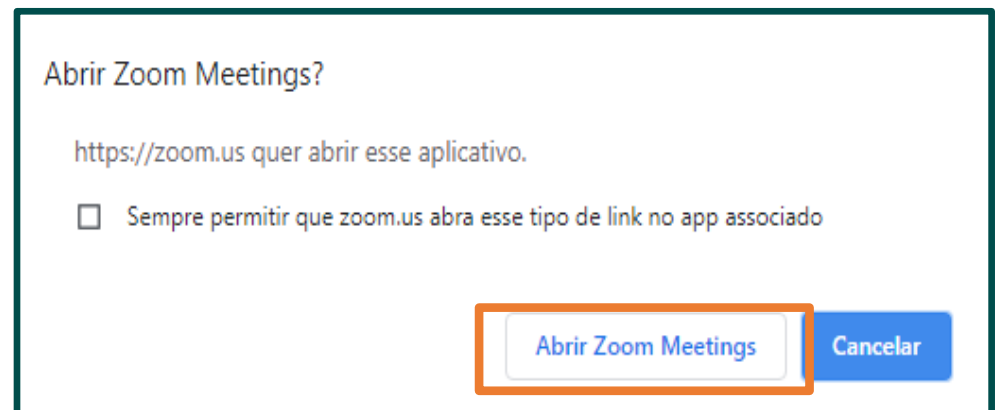 Abrir Zoom Meetings?
https://zoom.us quer abrir esse aplicativo.
Sempre permitir que zoom.us abra esse tipo de link no app associado
Abrir Zoom Meetings
Cancelar